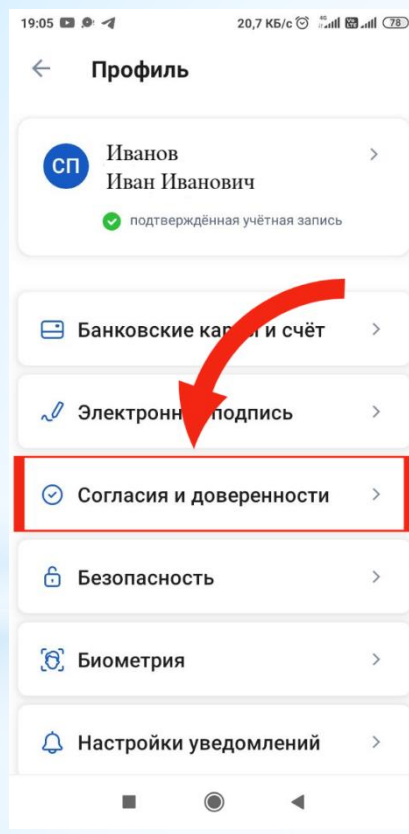 19:05 20,7 КБ/с 4G 78
Профиль
СП
Иванов
Иван Иванович
подтверждённая учётная запись
Банковские и счёт
подпись
Согласия и доверенности
Безопасность
Биометрия
Настройки уведомлений